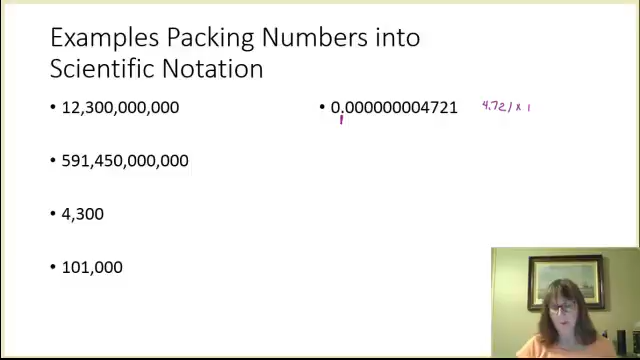 Examples Packing Numbers into
Scientific Notation
• 12,300,000,000
• 591,450,000,000
• 4,300
• 101,000
• 0.000000004721
4.721 x 1